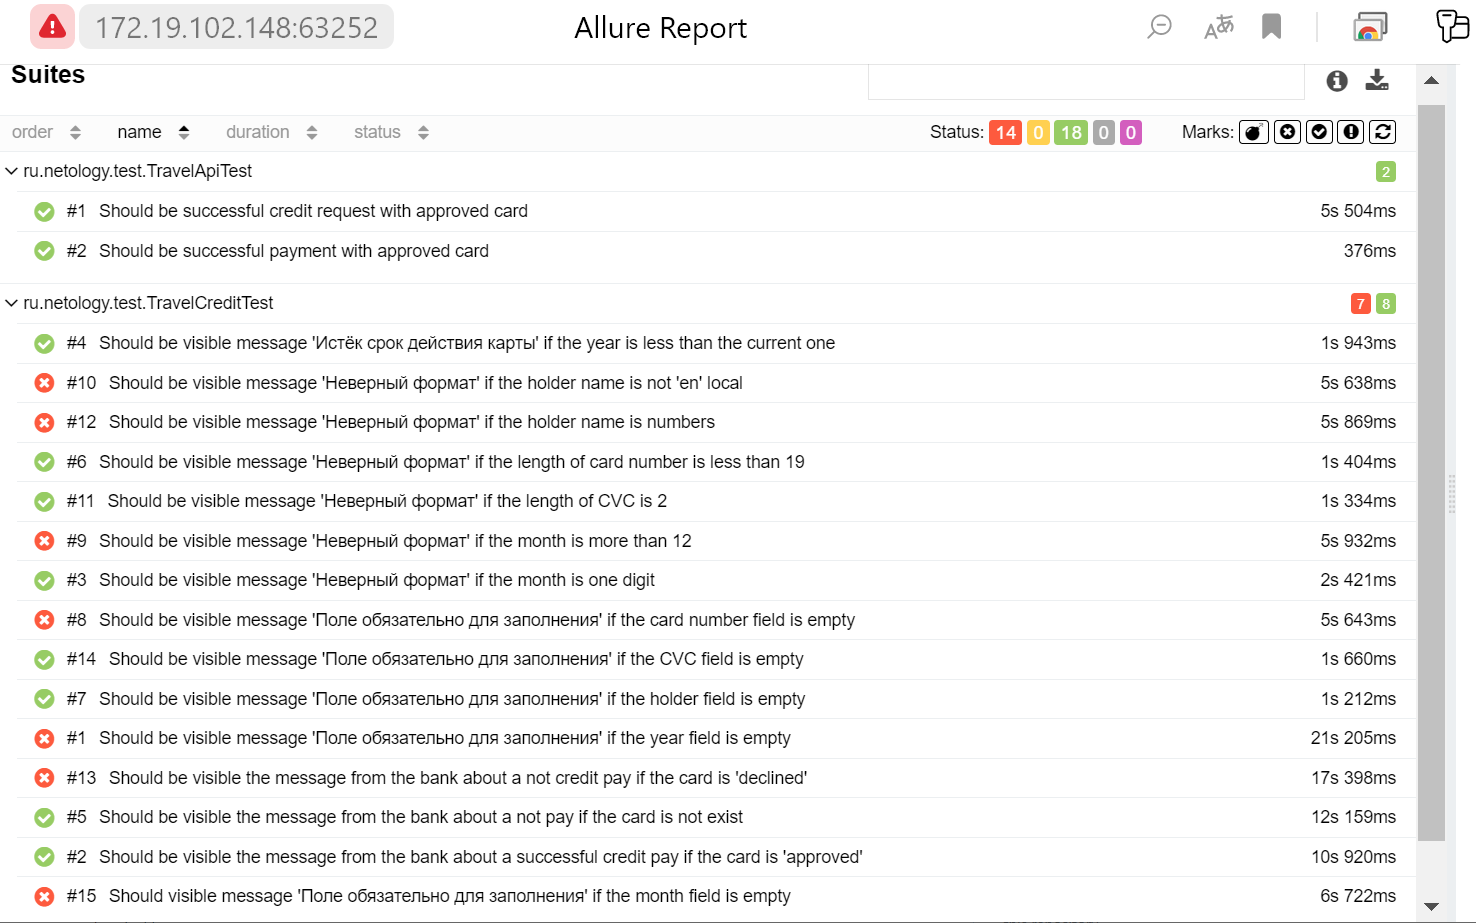 172.19.102.148:63252 Allure Report
Suites
order name duration status Status: 14 0 18 0 0 Marks:
ru.netology.test.TravelApiTest 2
#1 Should be successful credit request with approved card 5s 504ms
#2 Should be successful payment with approved card 376ms
ru.netology.test.TravelCreditTest 7 8
#4 Should be visible message 'Истёк срок действия карты' if the year is less than the current one 1s 943ms
#10 Should be visible message 'Неверный формат' if the holder name is not 'en' local 5s 638ms
#12 Should be visible message 'Неверный формат' if the holder name is numbers 5s 869ms
#6 Should be visible message 'Неверный формат' if the length of card number is less than 19 1s 404ms
#11 Should be visible message 'Неверный формат' if the length of CVC is 2 1s 334ms
#9 Should be visible message 'Неверный формат' if the month is more than 12 5s 932ms
#3 Should be visible message 'Неверный формат' if the month is one digit 2s 421ms
#8 Should be visible message 'Поле обязательно для заполнения' if the card number field is empty 5s 643ms
#14 Should be visible message 'Поле обязательно для заполнения' if the CVC field is empty 1s 660ms
#7 Should be visible message 'Поле обязательно для заполнения' if the holder field is empty 1s 212ms
#1 Should be visible message 'Поле обязательно для заполнения' if the year field is empty 21s 205ms
#13 Should be visible the message from the bank about a not credit pay if the card is 'declined' 17s 398ms
#5 Should be visible the message from the bank about a not pay if the card is not exist 12s 159ms
#2 Should be visible the message from the bank about a successful credit pay if the card is 'approved' 10s 920ms
#15 Should visible message 'Поле обязательно для заполнения' if the month field is empty 6s 722ms